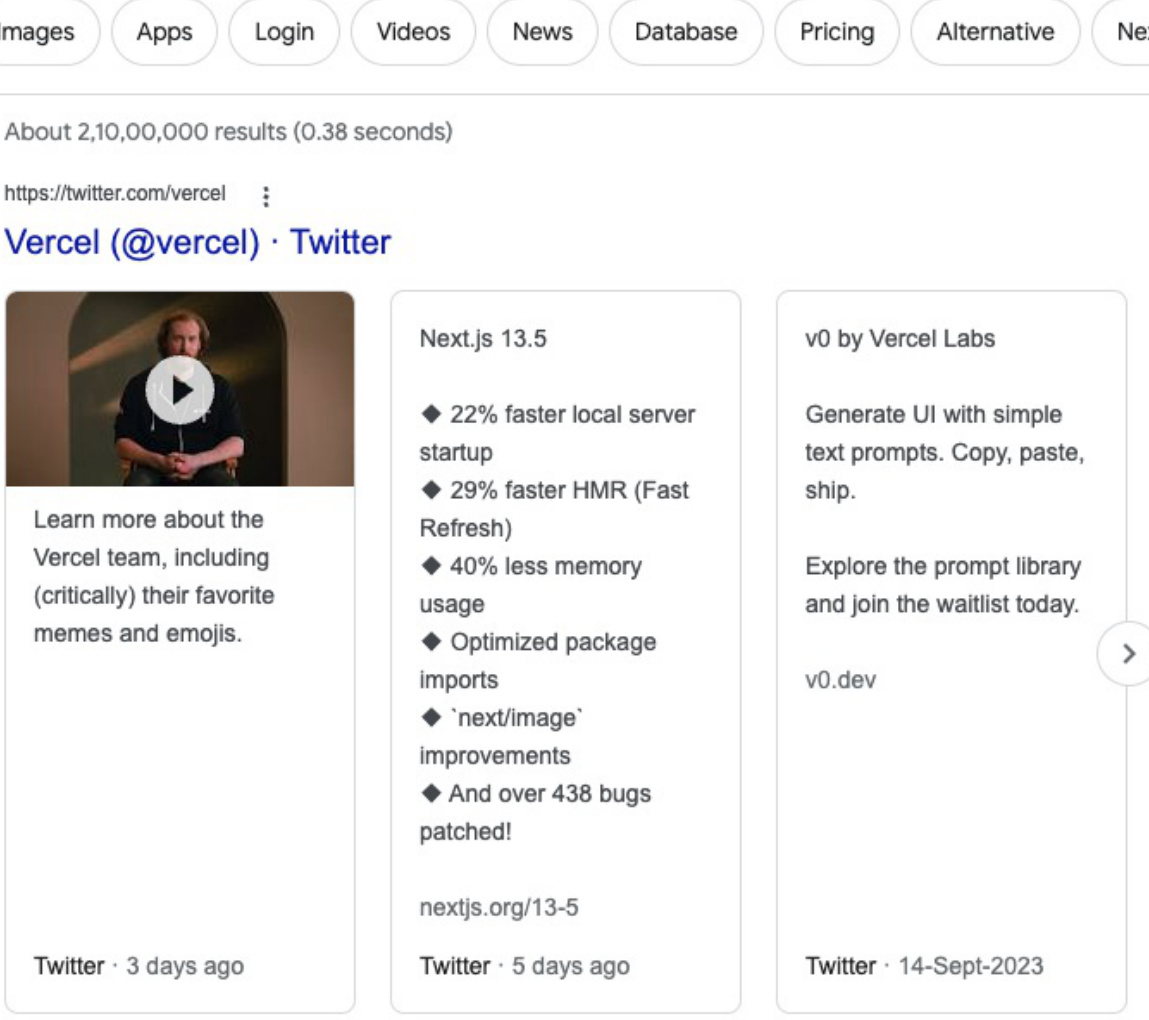 Images
Apps
Login
Videos
News
Database
Pricing
Alternative
About 2,10,00,000 results (0.38 seconds)
https://twitter.com/vercel
Vercel (@vercel) · Twitter
Learn more about the
Vercel team, including
(critically) their favorite
memes and emojis.
Twitter · 3 days ago
Next.js 13.5
◆ 22% faster local server
startup
◆ 29% faster HMR (Fast
Refresh)
◆ 40% less memory
usage
◆ Optimized package
imports
◆ `next/image`
improvements
◆ And over 438 bugs
patched!
nextjs.org/13-5
Twitter · 5 days ago
v0 by Vercel Labs
Generate UI with simple
text prompts. Copy, paste,
ship.
Explore the prompt library
and join the waitlist today.
v0.dev
Twitter · 14-Sept-2023